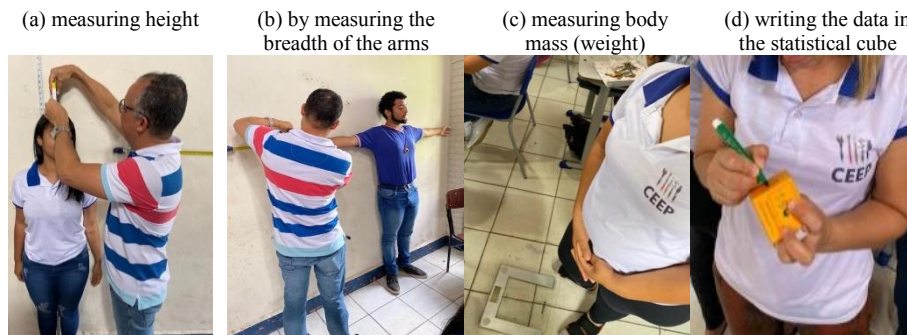 (a) measuring height
(b) by measuring the
breadth of the arms
(c) measuring body
mass (weight)
(d) writing the data in
the statistical cube
CEEP
CEEP